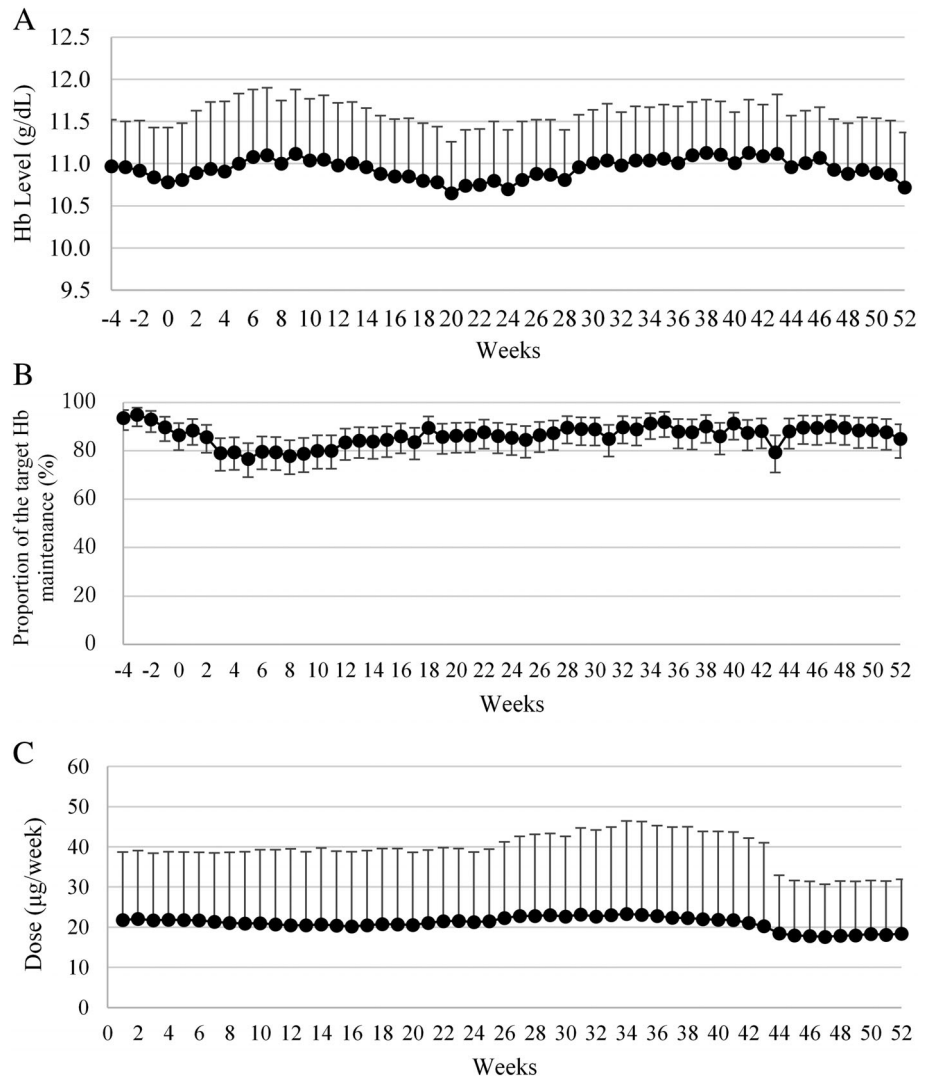 A
12.5
12.0
11.5
11.0
10.5
10.0
9.5
Hb Level (g/dL)
-4 -2 0 2 4 6 8 10 12 14 16 18 20 22 24 26 28 30 32 34 36 38 40 42 44 46 48 50 52
Weeks
B
100
80
60
40
20
0
Proportion of the target Hb
maintenance (%)
-4 -2 0 2 4 6 8 10 12 14 16 18 20 22 24 26 28 30 32 34 36 38 40 42 44 46 48 50 52
Weeks
C
60
50
40
30
20
10
0
Dose (μg/week)
0 2 4 6 8 10 12 14 16 18 20 22 24 26 28 30 32 34 36 38 40 42 44 46 48 50 52
Weeks